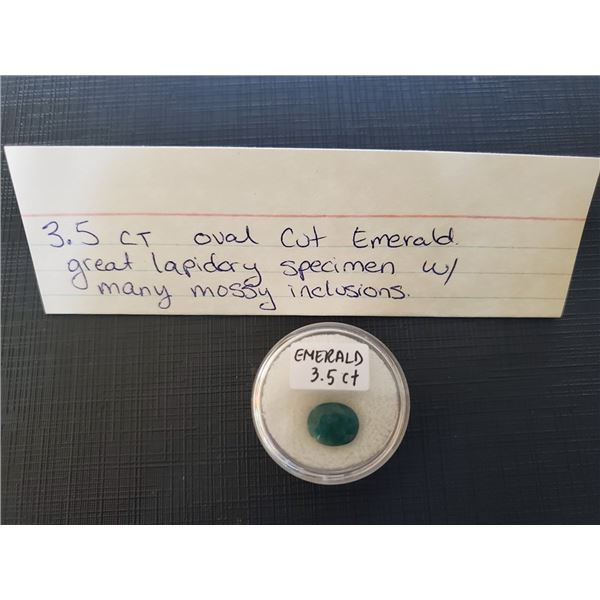 3.5 CT oval Cut Emerald.
great lapidary specimen w/
many mossy inclusions.
EMERALD
3.5 ct